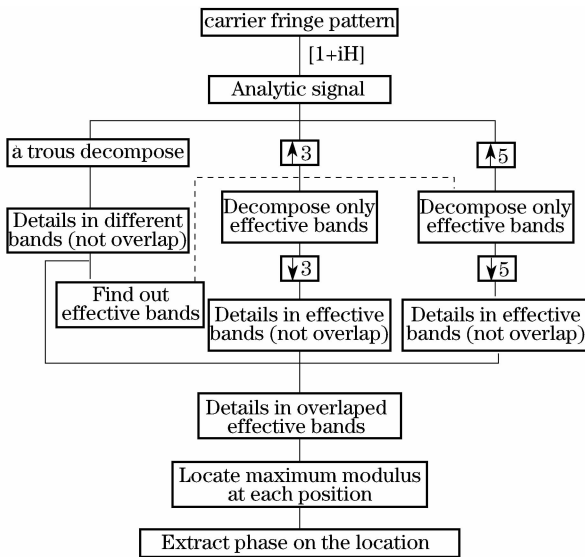 carrier fringe pattern
[1+iH]
Analytic signal
à trous decompose
↑3
↑5
Details in different
bands (not overlap)
Decompose only
effective bands
Decompose only
effective bands
↓3
↓5
Find out
effective bands
Details in effective
bands (not overlap)
Details in effective
bands (not overlap)
Details in overlaped
effective bands
Locate maximum modulus
at each position
Extract phase on the location